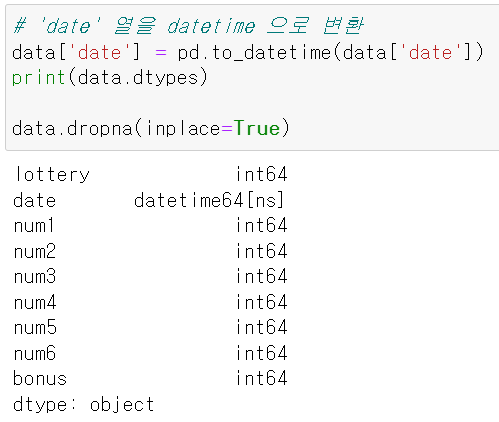 # 'date' 열을 datetime 으로 변환
data['date'] = pd.to_datetime(data['date'])
print(data.dtypes)
data.dropna(inplace=True)
lottery int64
date datetime64[ns]
num1 int64
num2 int64
num3 int64
num4 int64
num5 int64
num6 int64
bonus int64
dtype: object